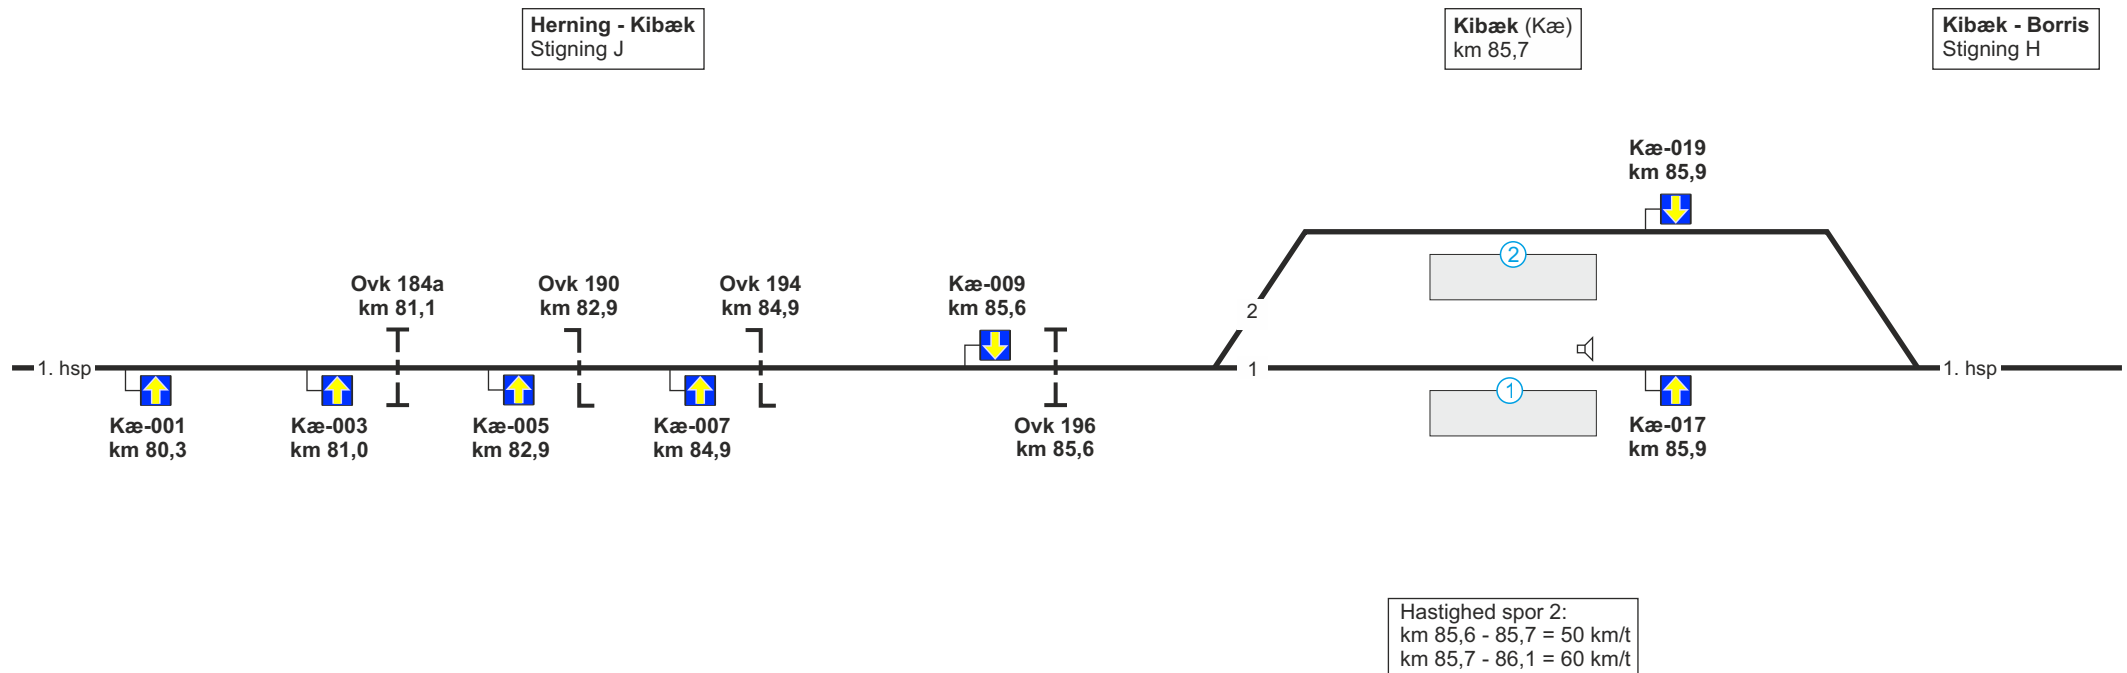 Herning - Kibæk
Stigning J
Kibæk (Kæ)
km 85,7
Kibæk - Borris
Stigning H
Kæ-019
km 85,9
2
Ovk 184a
km 81,1
Ovk 190
km 82,9
Ovk 194
km 84,9
Kæ-009
km 85,6
2
1. hsp
1
1. hsp
1
Kæ-001
km 80,3
Kæ-003
km 81,0
Kæ-005
km 82,9
Kæ-007
km 84,9
Ovk 196
km 85,6
Kæ-017
km 85,9
Hastighed spor 2:
km 85,6 - 85,7 = 50 km/t
km 85,7 - 86,1 = 60 km/t